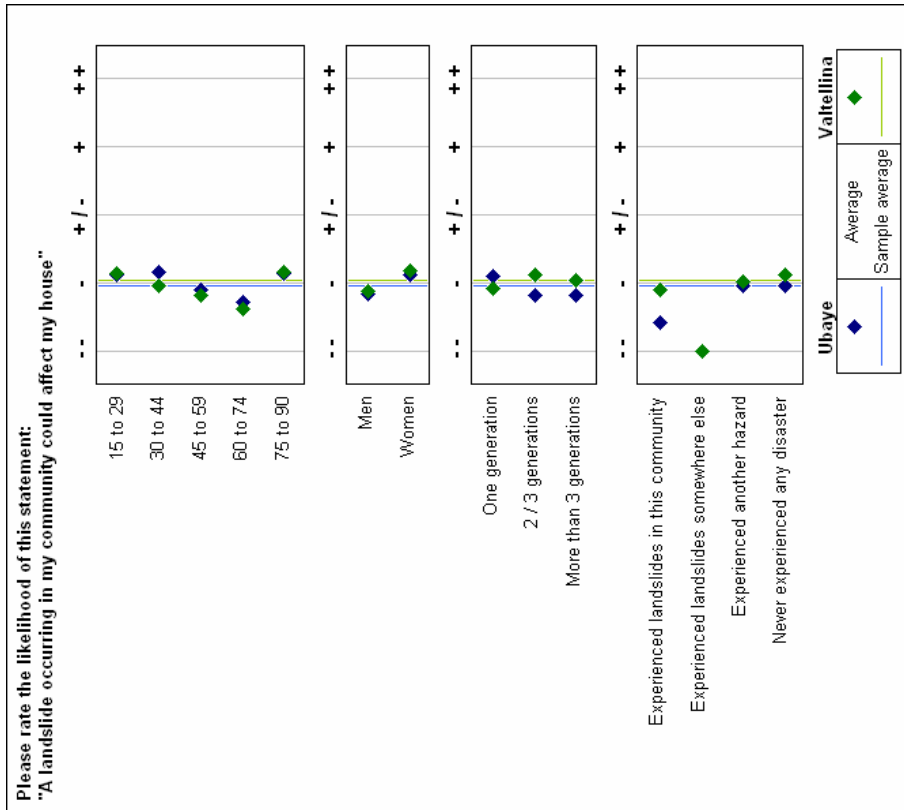 Please rate the likelihood of this statement:
"A landslide occurring in my community could affect my house"
- - - + / - + + +
15 to 29
30 to 44
45 to 59
60 to 74
75 to 90
- - - + / - + + +
Men
Women
- - - + / - + + +
One generation
2 / 3 generations
More than 3 generations
- - - + / - + + +
Experienced landslides in this community
Experienced landslides somewhere else
Experienced another hazard
Never experienced any disaster
Ubaye Valtellina
Average
Sample average